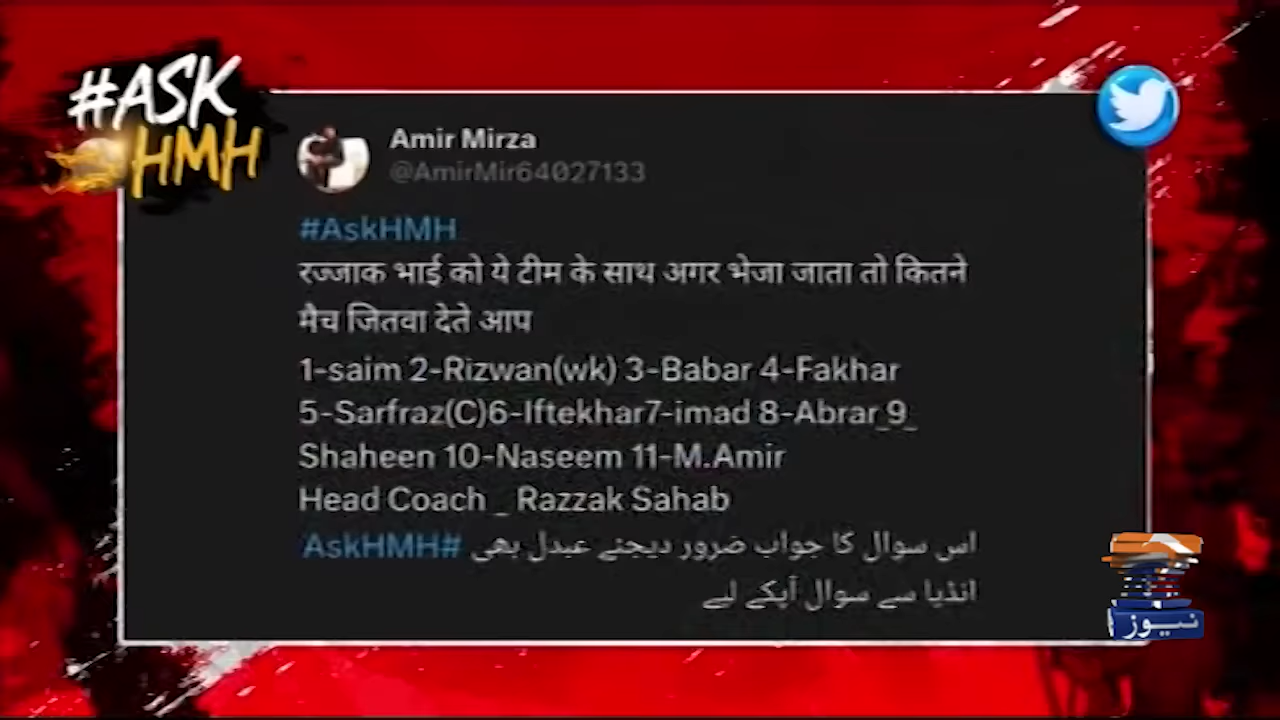 #ASK
HMH
Amir Mirza
@AmirMir64027133
#AskHMH
रज्जाक भाई को ये टीम के साथ अगर भेजा जाता तो कितने
मैच जितवा देते आप
1-saim 2-Rizwan(wk) 3-Babar 4-Fakhar
5-Sarfraz(C)6-Iftekhar7-imad 8-Abrar_9_
Shaheen 10-Naseem 11-M.Amir
Head Coach _ Razzak Sahab
اس سوال کا جواب ضرور دیجئے عبدل بھی #AskHMH
انڈیا سے سوال آپکے لیے
نیوز